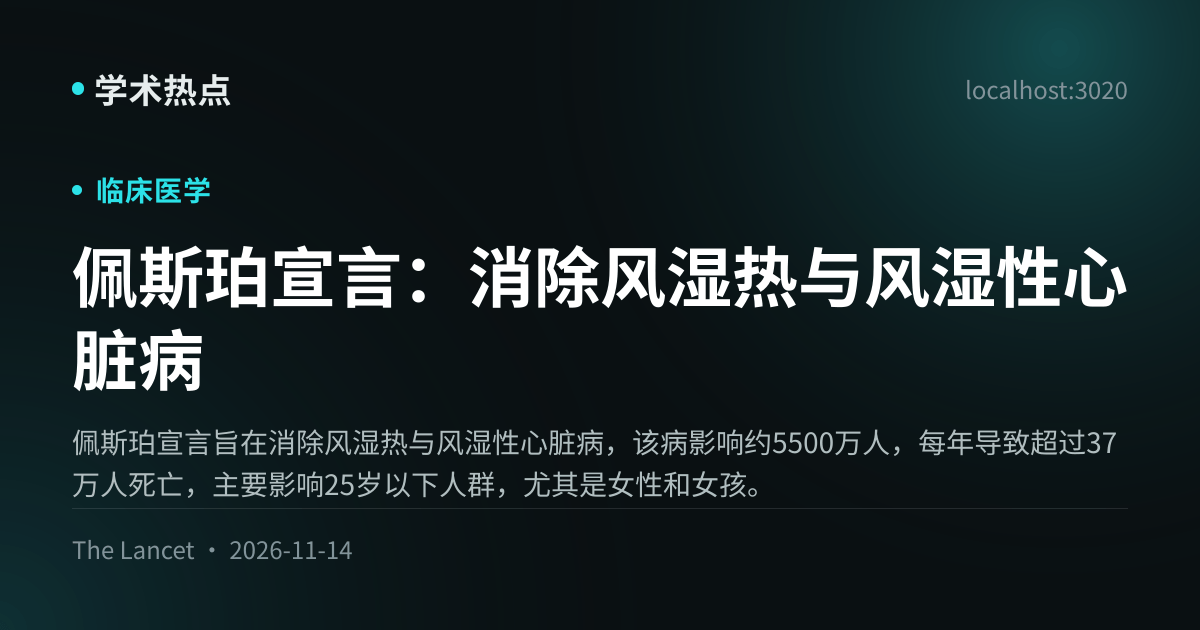 学术热点
localhost:3020
临床医学
佩斯珀宣言：消除风湿热与风湿性心
脏病
佩斯珀宣言旨在消除风湿热与风湿性心脏病，该病影响约5500万人，每年导致超过37
万人死亡，主要影响25岁以下人群，尤其是女性和女孩。
The Lancet • 2026-11-14